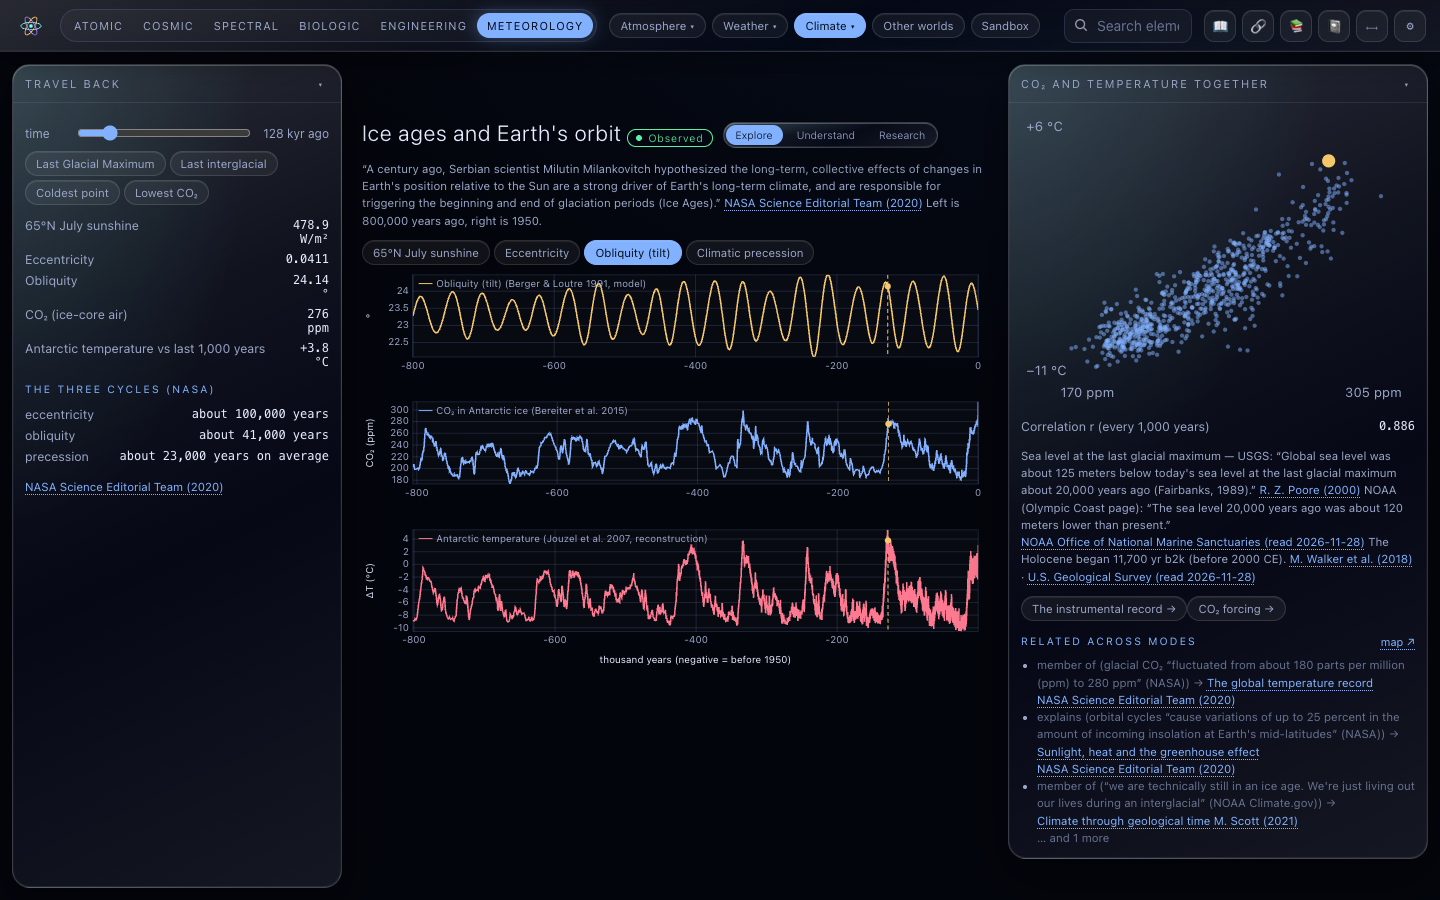 ATOMIC COSMIC SPECTRAL BIOLOGIC ENGINEERING METEOROLOGY Atmosphere ▾ Weather ▾ Climate ▾ Other worlds Sandbox Search elem
TRAVEL BACK
time 128 kyr ago
Last Glacial Maximum Last interglacial
Coldest point Lowest CO₂
65°N July sunshine 478.9
W/m²
Eccentricity 0.0411
Obliquity 24.14
°
CO₂ (ice-core air) 276
ppm
Antarctic temperature vs last 1,000 years +3.8
°C
THE THREE CYCLES (NASA)
eccentricity about 100,000 years
obliquity about 41,000 years
precession about 23,000 years on average
NASA Science Editorial Team (2020)
Ice ages and Earth's orbit Observed Explore Understand Research
“A century ago, Serbian scientist Milutin Milankovitch hypothesized the long-term, collective effects of changes in
Earth's position relative to the Sun are a strong driver of Earth's long-term climate, and are responsible for
triggering the beginning and end of glaciation periods (Ice Ages).” NASA Science Editorial Team (2020) Left is
800,000 years ago, right is 1950.
65°N July sunshine Eccentricity Obliquity (tilt) Climatic precession
Obliquity (tilt) (Berger & Loutre 1991, model)
24
23.5
23
22.5
°
-800 -600 -400 -200 0
CO₂ in Antarctic ice (Bereiter et al. 2015)
300
280
260
240
220
200
180
CO₂ (ppm)
-800 -600 -400 -200 0
Antarctic temperature (Jouzel et al. 2007, reconstruction)
4
2
0
-2
-4
-6
-8
-10
ΔT (°C)
-800 -600 -400 -200
thousand years (negative = before 1950)
CO₂ AND TEMPERATURE TOGETHER
+6 °C
−11 °C
170 ppm 305 ppm
Correlation r (every 1,000 years) 0.886
Sea level at the last glacial maximum — USGS: “Global sea level was
about 125 meters below today's sea level at the last glacial maximum
about 20,000 years ago (Fairbanks, 1989).” R. Z. Poore (2000) NOAA
(Olympic Coast page): “The sea level 20,000 years ago was about 120
meters lower than present.”
NOAA Office of National Marine Sanctuaries (read 2026-11-28) The
Holocene began 11,700 yr b2k (before 2000 CE). M. Walker et al. (2018)
· U.S. Geological Survey (read 2026-11-28)
The instrumental record → CO₂ forcing →
RELATED ACROSS MODES map ↗
• member of (glacial CO₂ “fluctuated from about 180 parts per million
(ppm) to 280 ppm” (NASA)) → The global temperature record
NASA Science Editorial Team (2020)
• explains (orbital cycles “cause variations of up to 25 percent in the
amount of incoming insolation at Earth's mid-latitudes” (NASA)) →
Sunlight, heat and the greenhouse effect
NASA Science Editorial Team (2020)
• member of (“we are technically still in an ice age. We're just living out
our lives during an interglacial” (NOAA Climate.gov)) →
Climate through geological time M. Scott (2021)
... and 1 more